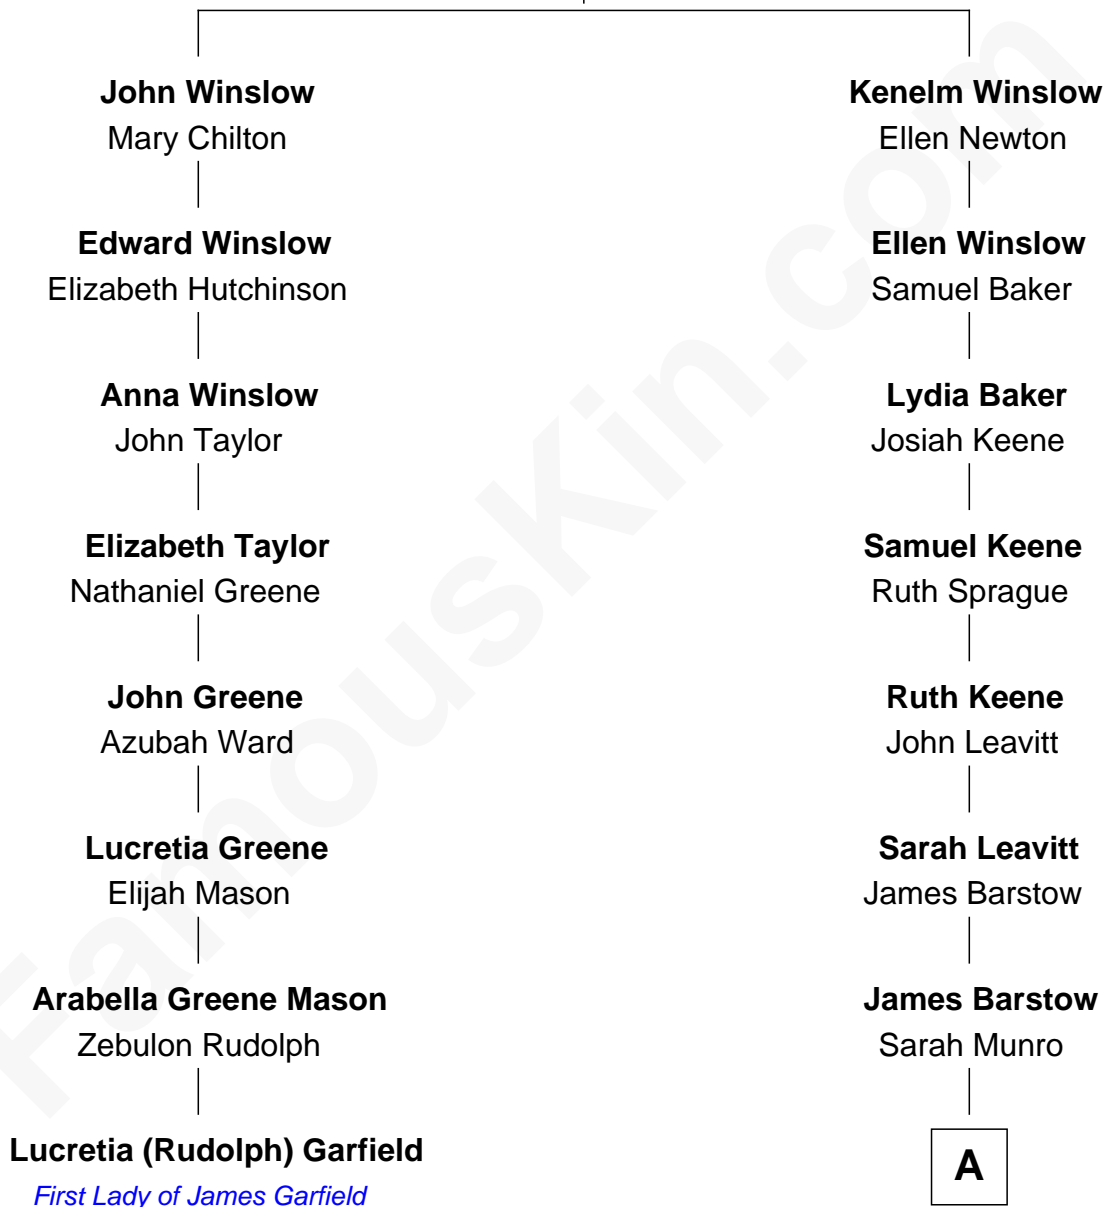 John Winslow
Mary Chilton
Edward Winslow
Elizabeth Hutchinson
Anna Winslow
John Taylor
Elizabeth Taylor
Nathaniel Greene
John Greene
Azubah Ward
Lucretia Greene
Elijah Mason
Arabella Greene Mason
Zebulon Rudolph
Lucretia (Rudolph) Garfield
First Lady of James Garfield
Kenelm Winslow
Ellen Newton
Ellen Winslow
Samuel Baker
Lydia Baker
Josiah Keene
Samuel Keene
Ruth Sprague
Ruth Keene
John Leavitt
Sarah Leavitt
James Barstow
James Barstow
Sarah Munro
A
FamousKin.com